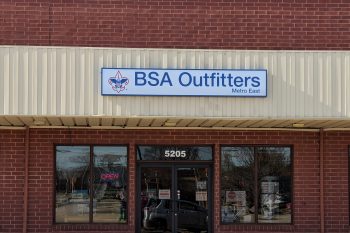 BSA Outfitters
Metro East
5205
OPEN